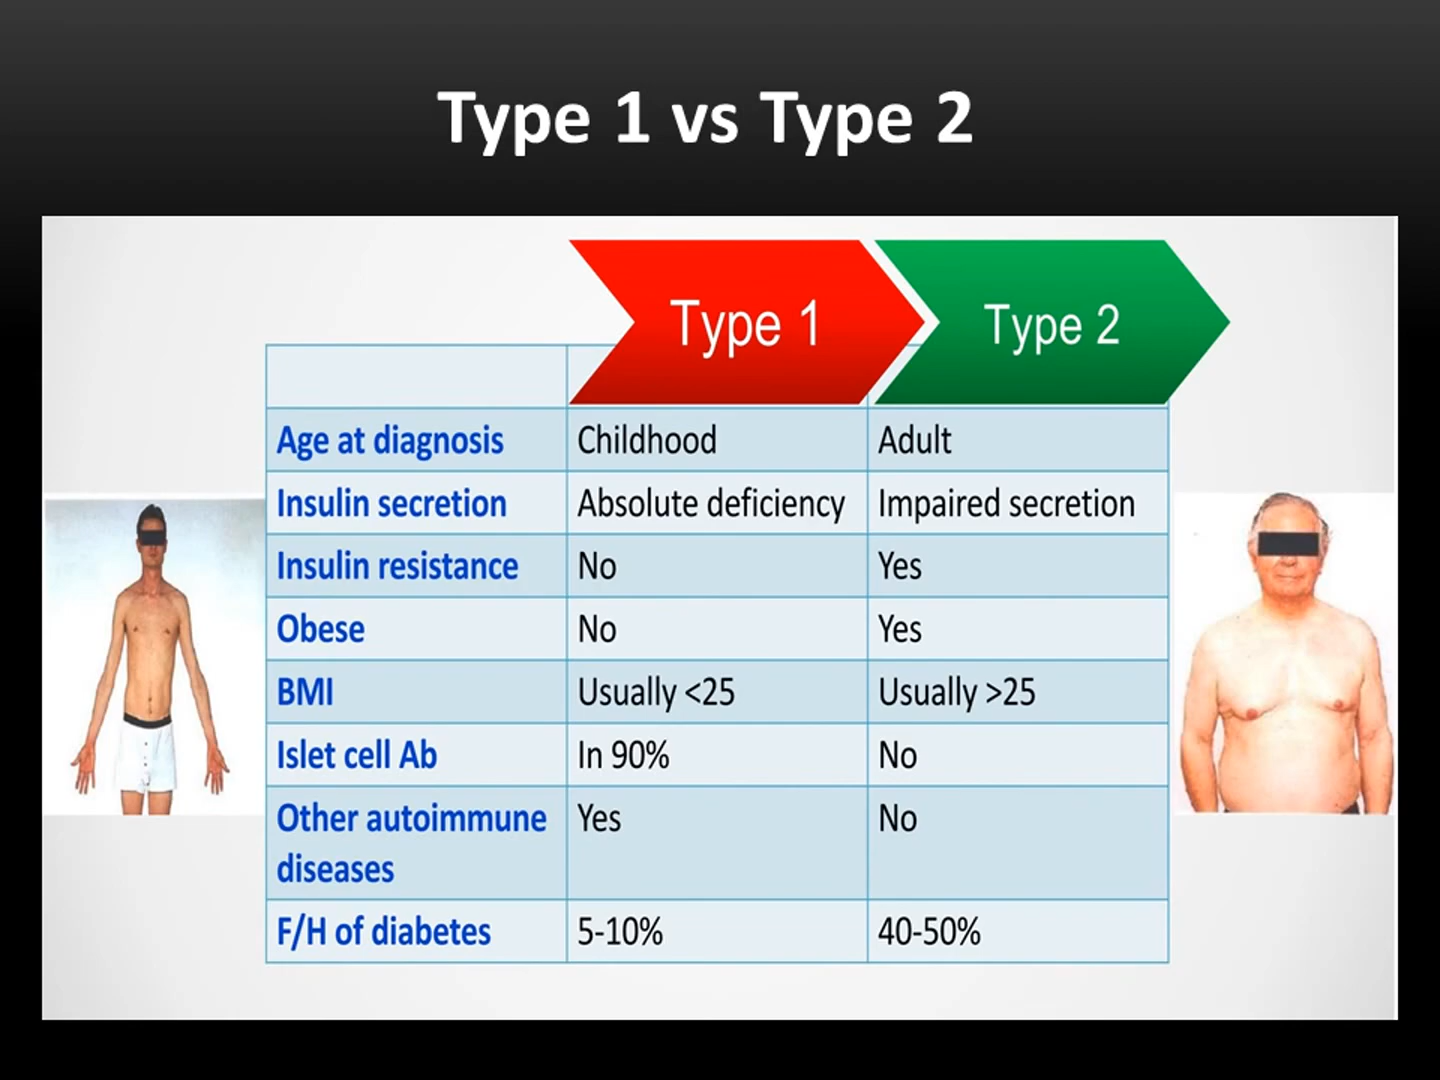 Type 1 vs Type 2
Type 1 Type 2
Age at diagnosis Childhood Adult
Insulin secretion Absolute deficiency Impaired secretion
Insulin resistance No Yes
Obese No Yes
BMI Usually <25 Usually >25
Islet cell Ab In 90% No
Other autoimmune Yes No
diseases
F/H of diabetes 5-10% 40-50%